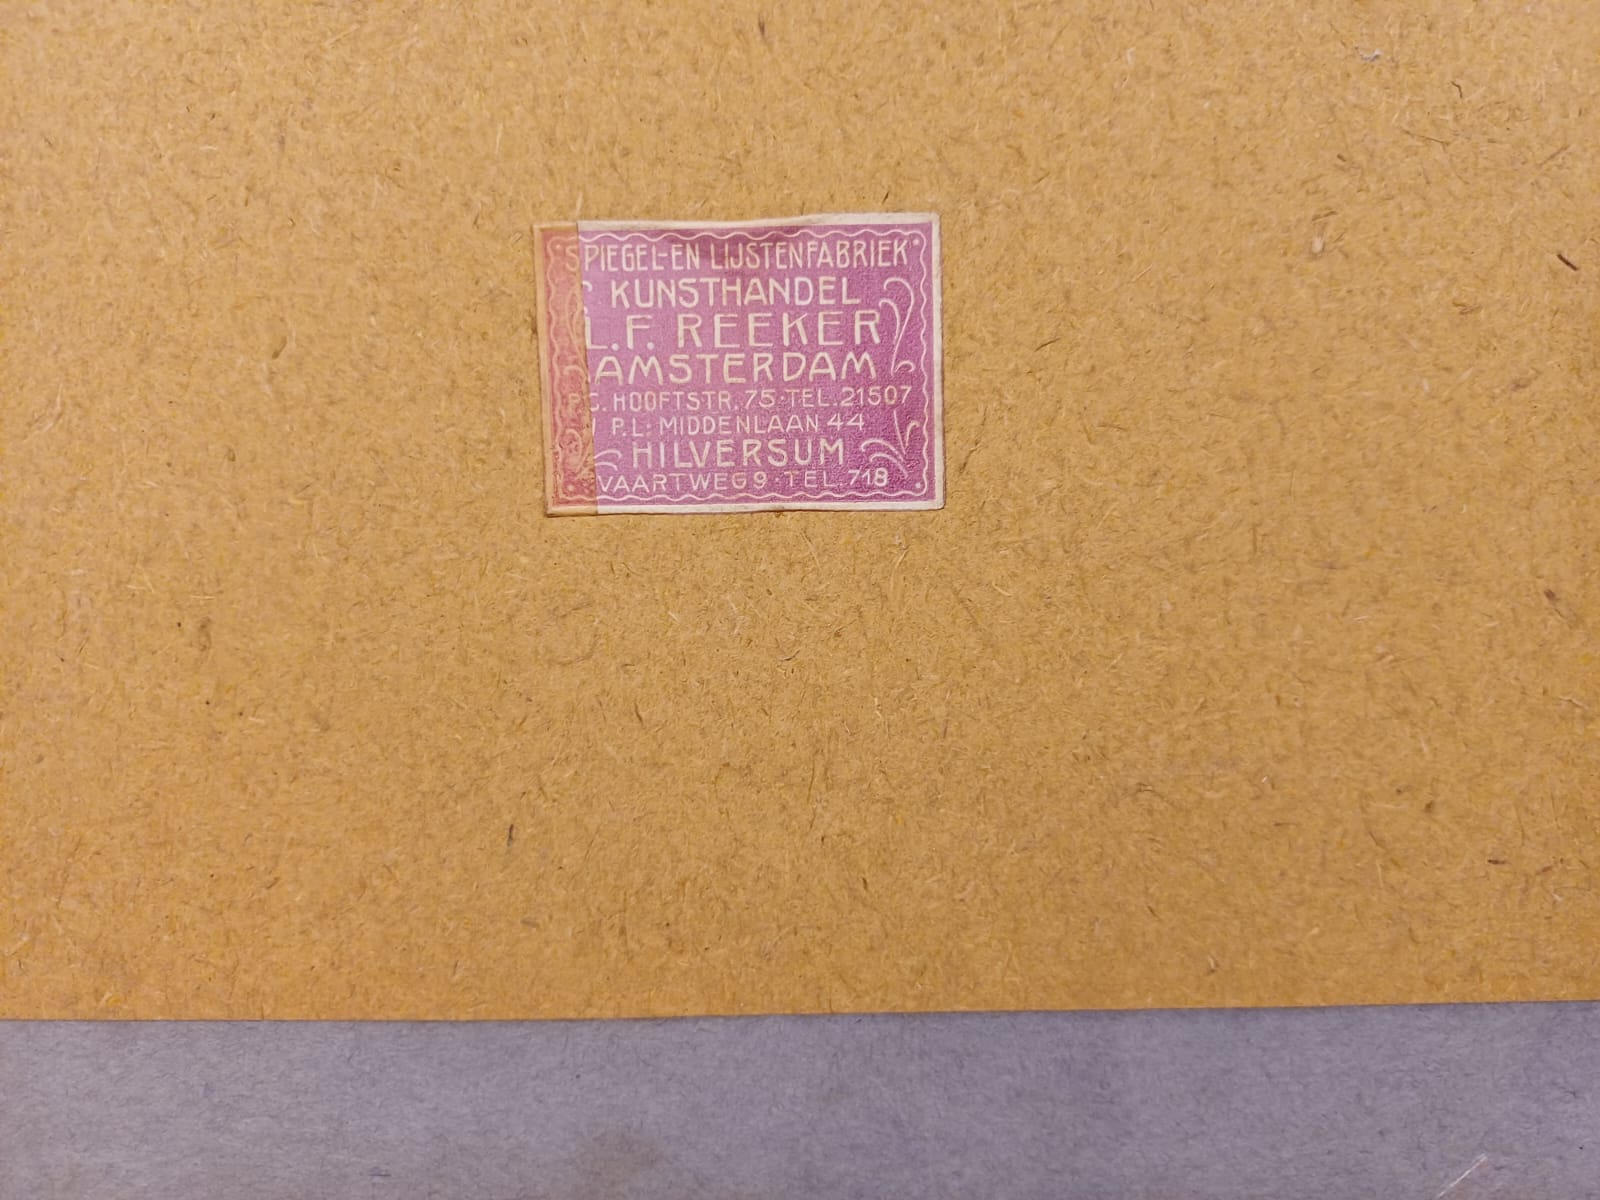 SPIEGEL-EN LIJSTENFABRIEK
KUNSTHANDEL
L.F. REEKER
AMSTERDAM
P.C. HOOFTSTR. 75·TEL. 21507
P.L: MIDDENLAAN 44
HILVERSUM
VAARTWEG 9·TEL. 718